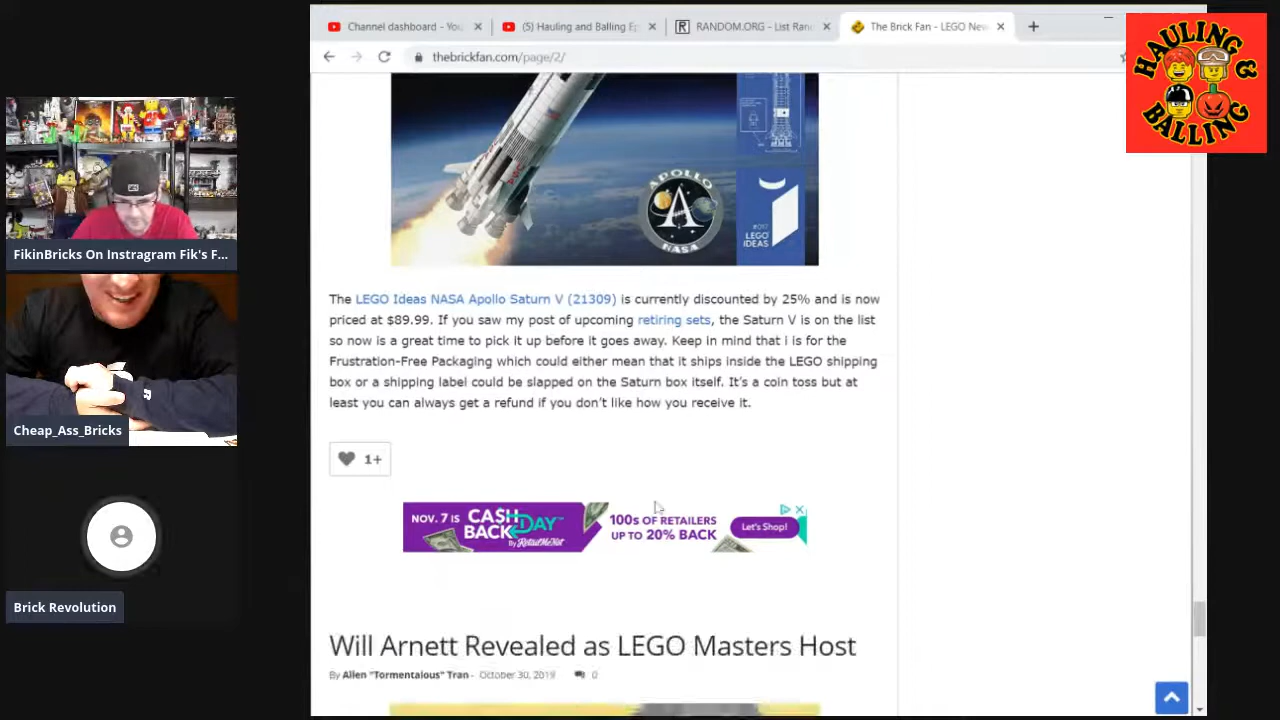 Channel dashboard - You
(5) Hauling and Balling Ep
RANDOM.ORG - List Ran
The Brick Fan - LEGO New
thebrickfan.com/page/2/
HAULING &
BALLING
APOLLO
NASA
LEGO
IDEAS
FikinBricks On Instragram Fik's F...
Cheap_Ass_Bricks
Brick Revolution
The LEGO Ideas NASA Apollo Saturn V (21309) is currently discounted by 25% and is now
priced at $89.99. If you saw my post of upcoming retiring sets, the Saturn V is on the list
so now is a great time to pick it up before it goes away. Keep in mind that i is for the
Frustration-Free Packaging which could either mean that it ships inside the LEGO shipping
box or a shipping label could be slapped on the Saturn box itself. It's a coin toss but at
least you can always get a refund if you don't like how you receive it.
1+
NOV. 7 IS CASH BACK DAY By RetailMeNot
100s OF RETAILERS
UP TO 20% BACK
Let's Shop!
Will Arnett Revealed as LEGO Masters Host
By Allen "Tormentalous" Tran - October 30, 2019 0